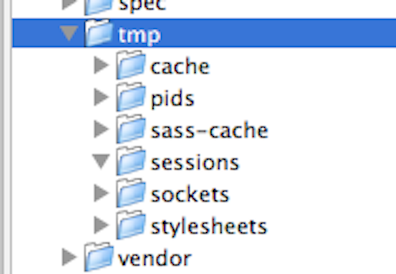 spec
tmp
cache
pids
sass-cache
sessions
sockets
stylesheets
vendor